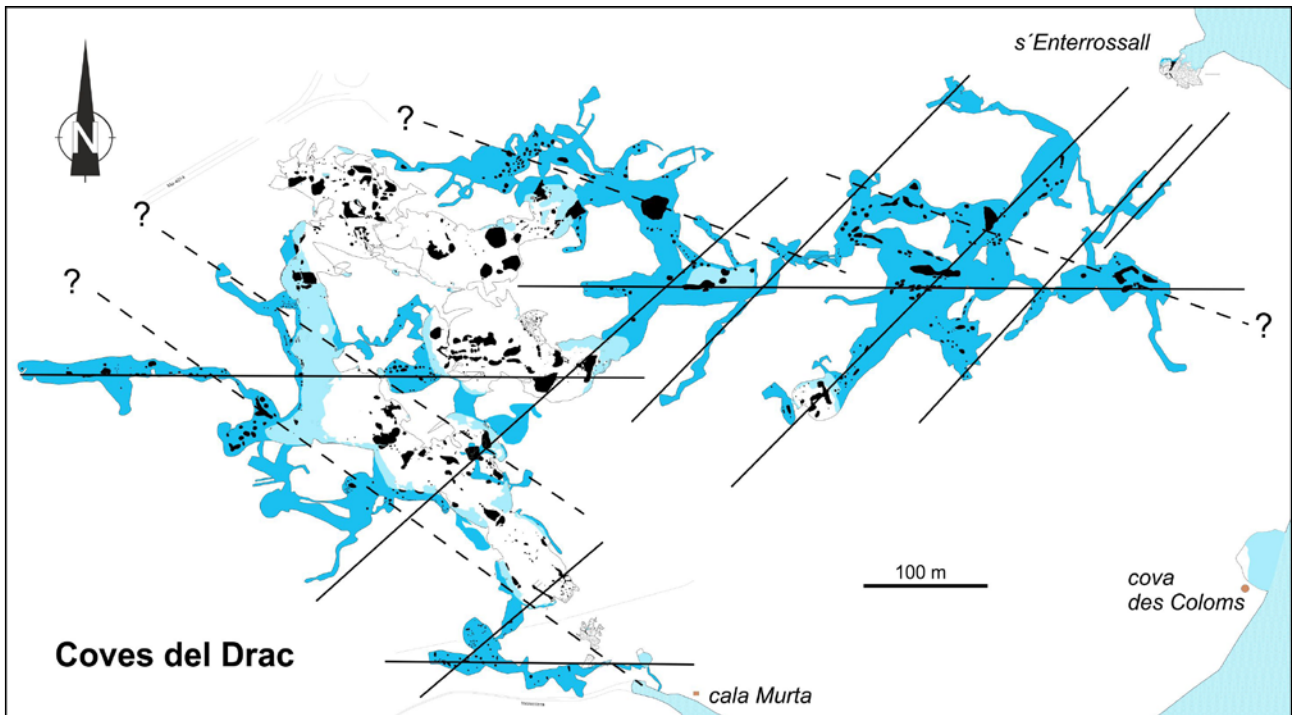 s´Enterrossall
N
?
?
?
?
100 m
cova
des Coloms
Coves del Drac
cala Murta